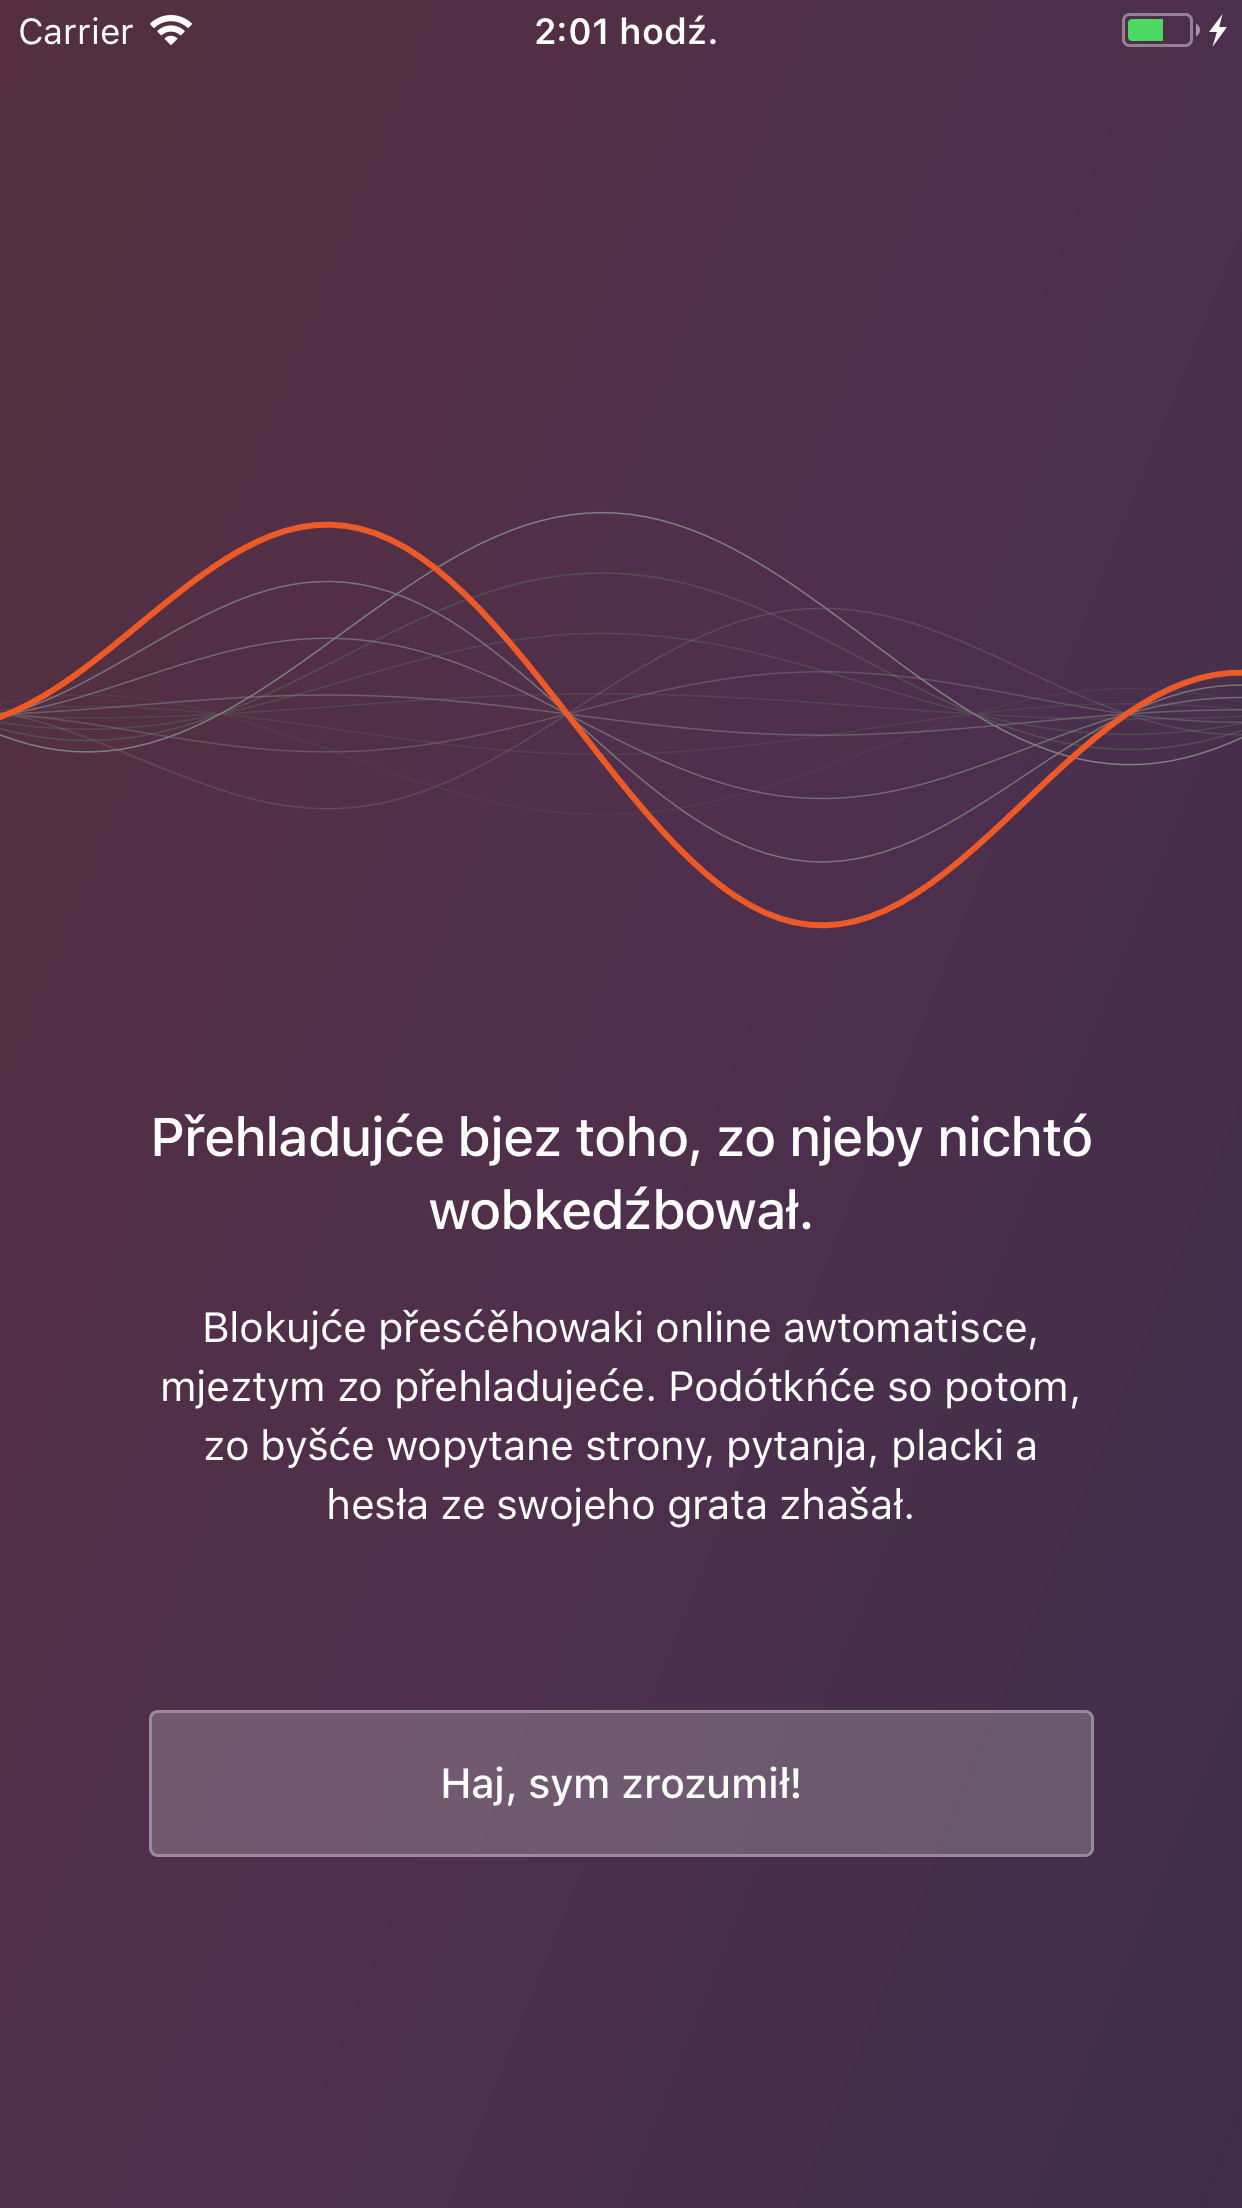 Carrier
2:01 hodź.
Přehladujće bjez toho, zo njeby nichtó
wobkedźbował.
Blokujće přesćěhowaki online awtomatisce,
mjeztym zo přehladujeće. Podótkńće so potom,
zo byšće wopytane strony, pytanja, placki a
hesła ze swojeho grata zhašał.
Haj, sym zrozumił!